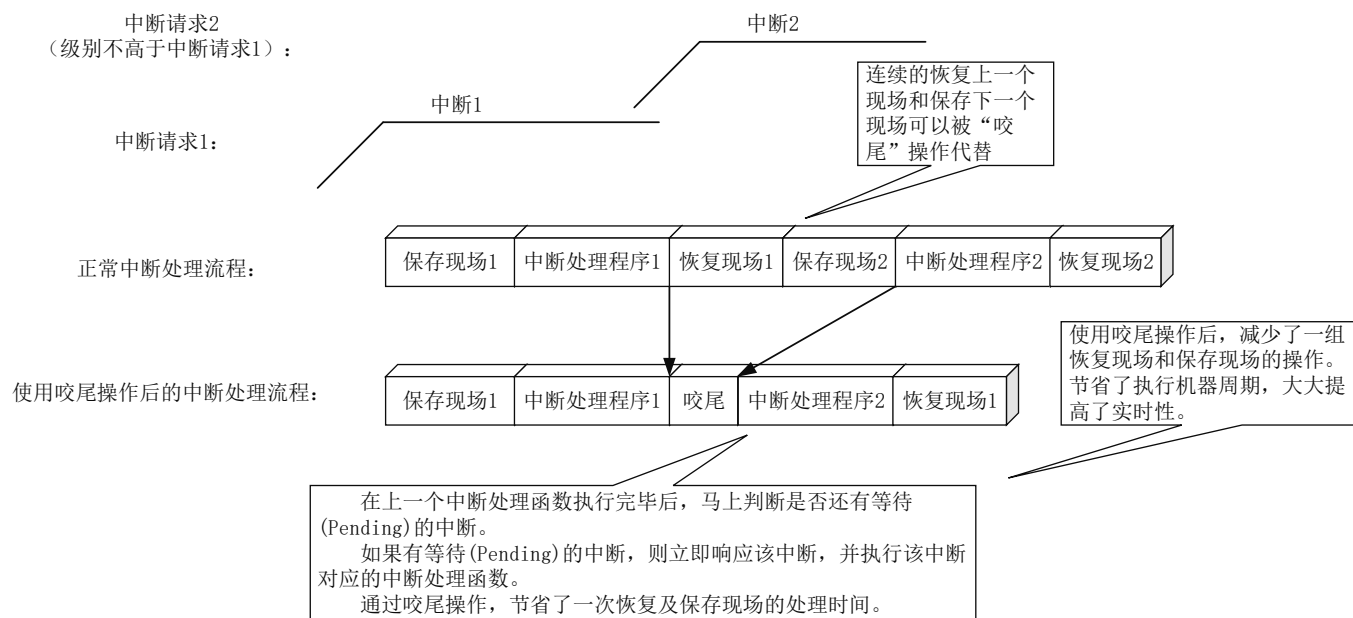 中断请求2
（级别不高于中断请求1）：
中断2
连续的恢复上一个
现场和保存下一个
现场可以被“咬
尾”操作代替
中断1
中断请求1：
正常中断处理流程：
保存现场1
中断处理程序1
恢复现场1
保存现场2
中断处理程序2
恢复现场2
使用咬尾操作后，减少了一组
恢复现场和保存现场的操作。
节省了执行机器周期，大大提
高了实时性。
使用咬尾操作后的中断处理流程：
保存现场1
中断处理程序1
咬尾
中断处理程序2
恢复现场1
在上一个中断处理函数执行完毕后，马上判断是否还有等待
(Pending)的中断。
如果有等待(Pending)的中断，则立即响应该中断，并执行该中断
对应的中断处理函数。
通过咬尾操作，节省了一次恢复及保存现场的处理时间。